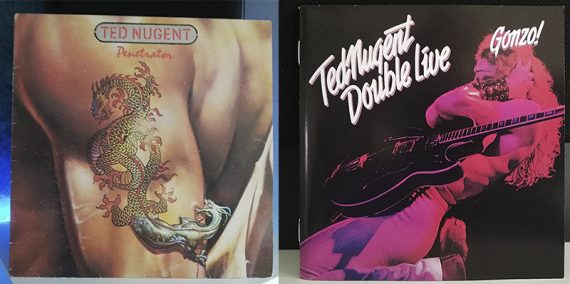 TED NUGENT
Penetrator
Ted Nugent
Double Live
Gonzo!